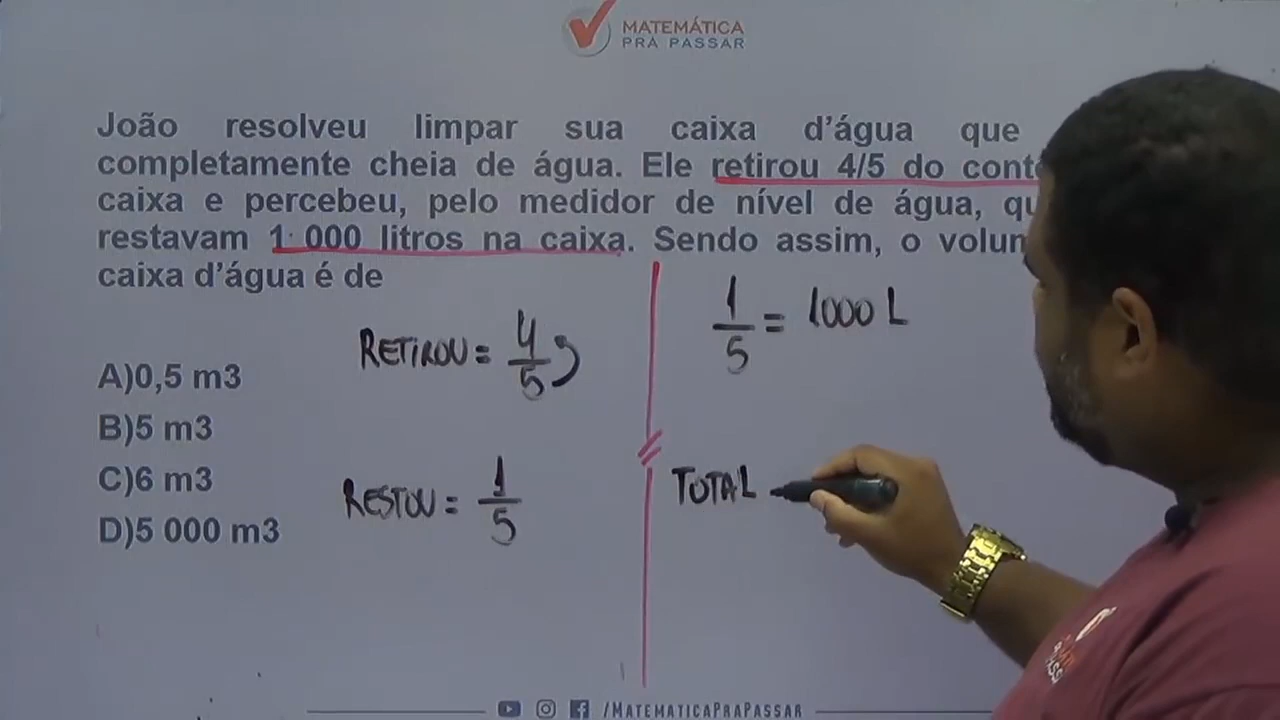 MATEMÁTICA
PRA PASSAR
João resolveu limpar sua caixa d’água que
completamente cheia de água. Ele retirou 4/5 do
caixa e percebeu, pelo medidor de nível de água,
restavam 1 000 litros na caixa. Sendo assim, o
caixa d’água é de
A)0,5 m3
B)5 m3
C)6 m3
D)5 000 m3
RETIROU = 4/5
RESTOU = 1/5
1/5 = 1000 L
TOTAL
/MATEMATICAPRAPASSAR